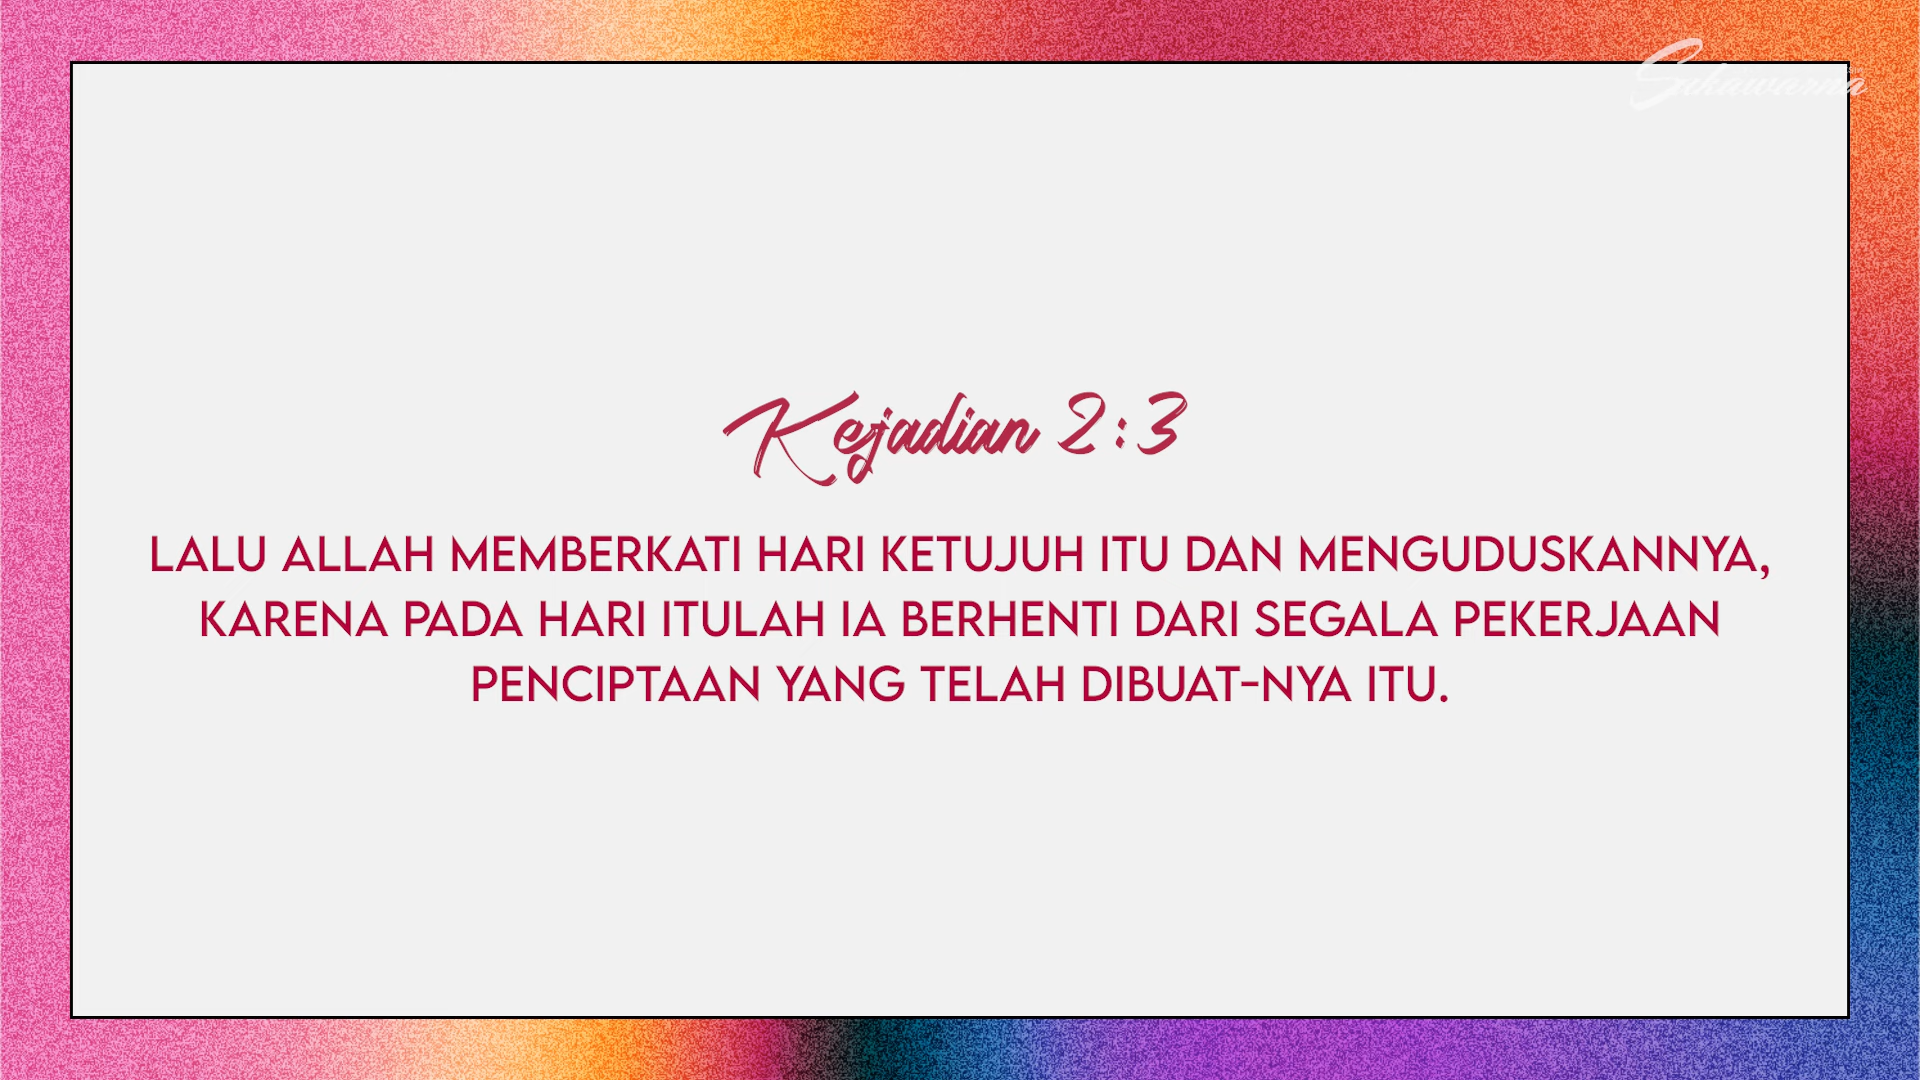 Sekawarna
Kejadian 2:3
LALU ALLAH MEMBERKATI HARI KETUJUH ITU DAN MENGUDUSKANNYA,
KARENA PADA HARI ITULAH IA BERHENTI DARI SEGALA PEKERJAAN
PENCIPTAAN YANG TELAH DIBUAT-NYA ITU.